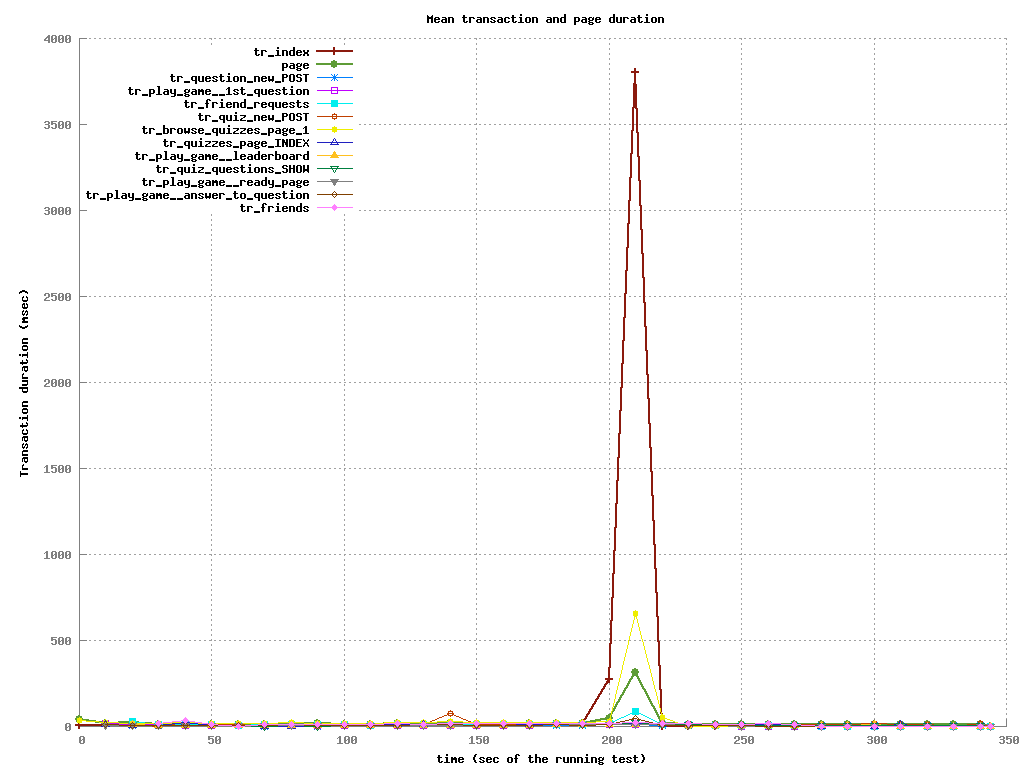 Mean transaction and page duration
4000
3500
3000
2500
2000
1500
1000
500
0
Transaction duration (msec)
tr_index
page
tr_question_new_POST
tr_play_game__1st_question
tr_friend_requests
tr_quiz_new_POST
tr_browse_quizzes_page_1
tr_quizzes_page_INDEX
tr_play_game__leaderboard
tr_quiz_questions_SHOW
tr_play_game__ready_page
tr_play_game__answer_to_question
tr_friends
0 50 100 150 200 250 300 350
time (sec of the running test)